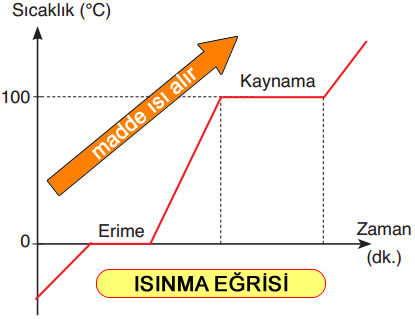 Sıcaklık (°C)
madde ısı alır
Kaynama
100
Erime
0
Zaman
(dk.)
ISINMA EĞRİSİ